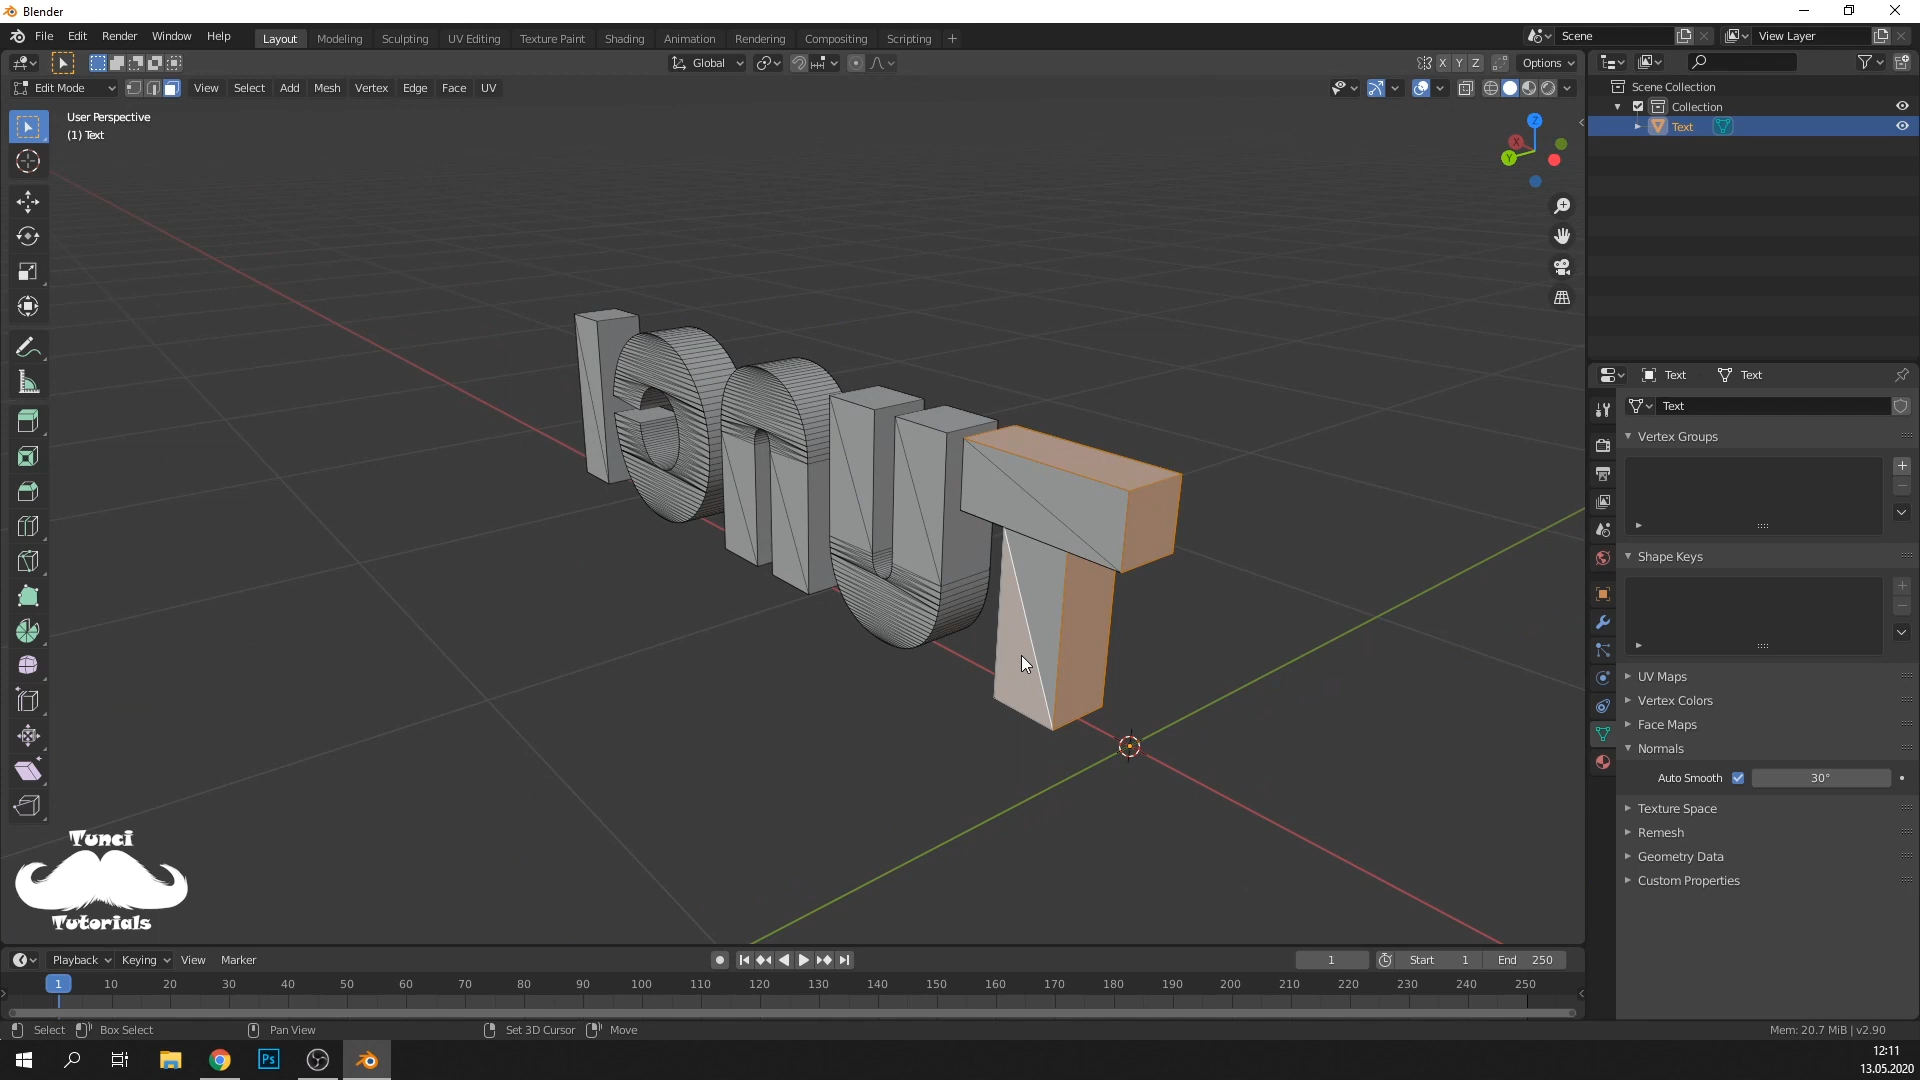 Blender
File Edit Render Window Help
Layout Modeling Sculpting UV Editing Texture Paint Shading Animation Rendering Compositing Scripting
Scene
View Layer
Global
X Y Z
Options
Edit Mode
View Select Add Mesh Vertex Edge Face UV
User Perspective
(1) Text
Z
X
Y
Scene Collection
Collection
Text
Text
Text
Text
Vertex Groups
Shape Keys
UV Maps
Vertex Colors
Face Maps
Normals
Auto Smooth 30°
Texture Space
Remesh
Geometry Data
Custom Properties
Tunci
Tutorials
Playback Keying View Marker
1
Start 1
End 250
1 10 20 30 40 50 60 70 80 90 100 110 120 130 140 150 160 170 180 190 200 210 220 230 240 250
Select Box Select Pan View Set 3D Cursor Move
Mem: 20.7 MiB | v2.90
Ps
12:11
13.05.2020